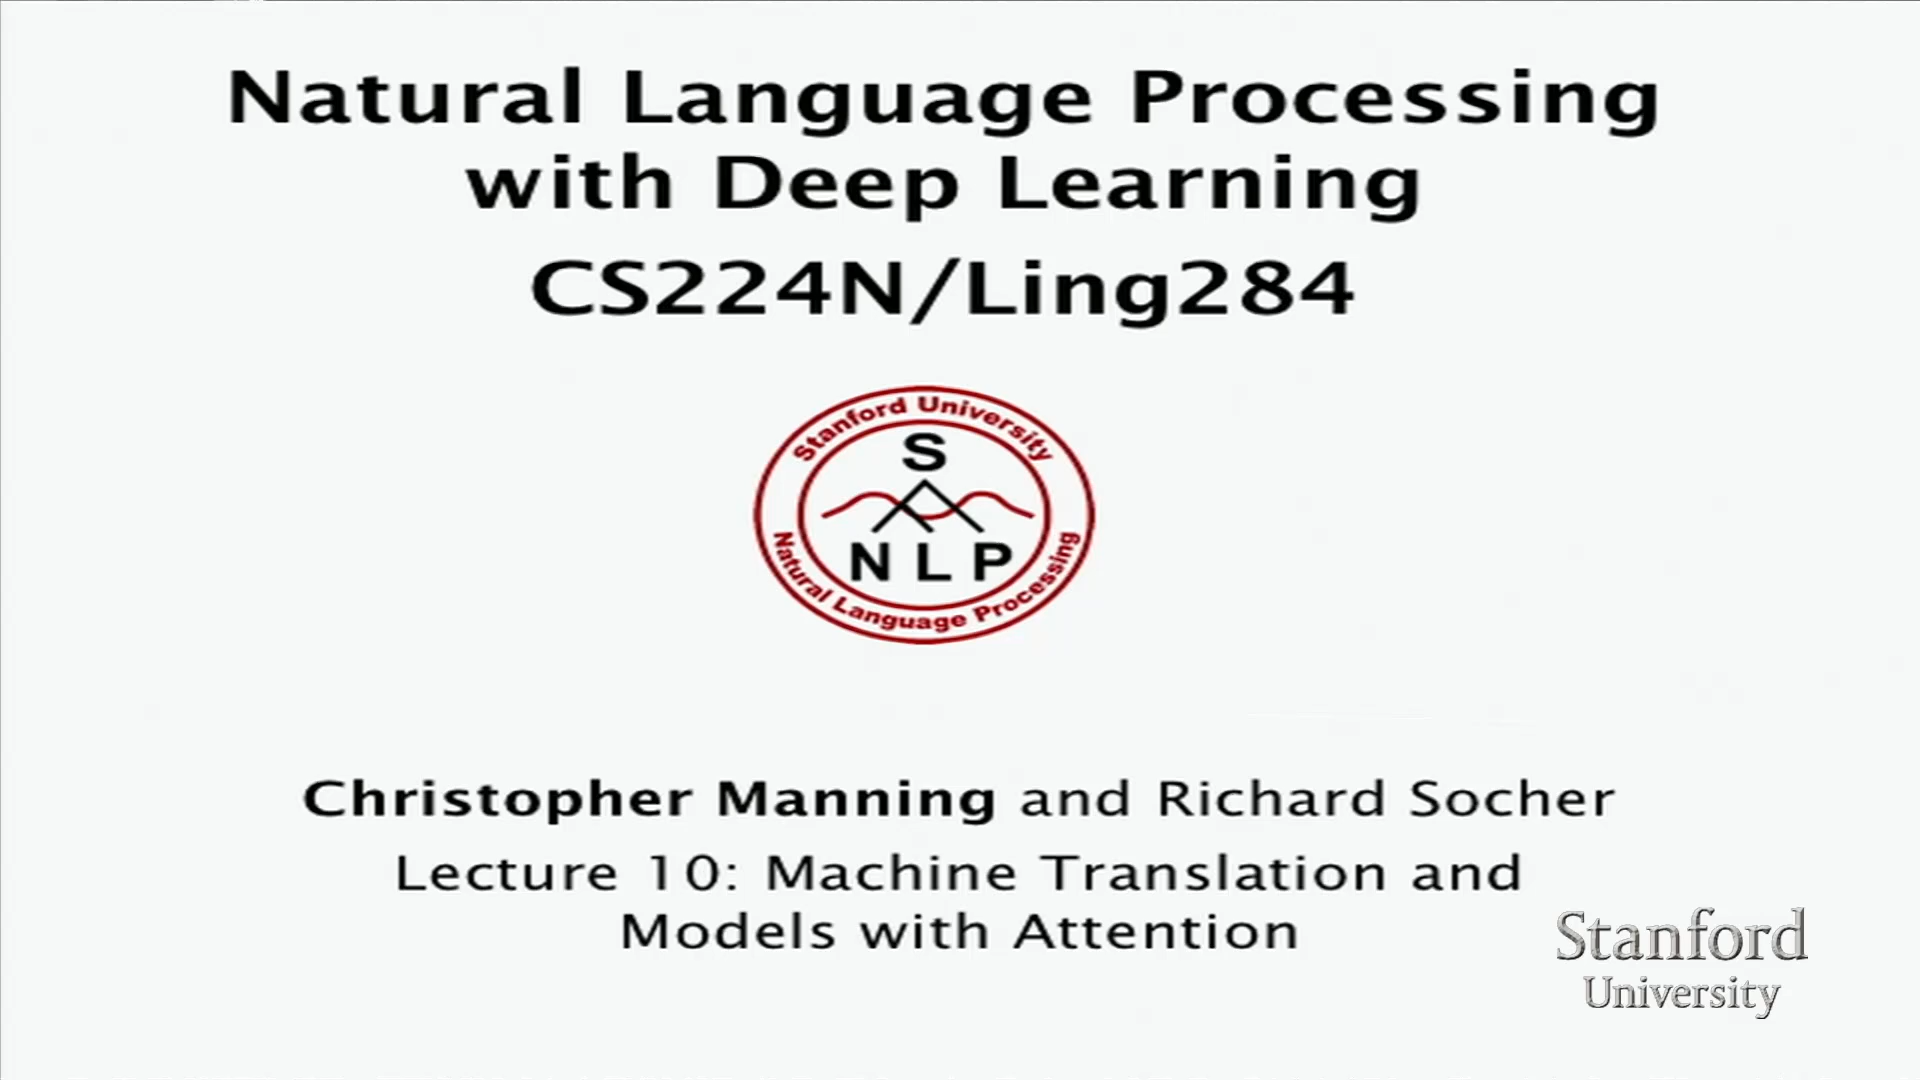 Natural Language Processing
with Deep Learning
CS224N/Ling284
Stanford University
S
NLP
Natural Language Processing
Christopher Manning and Richard Socher
Lecture 10: Machine Translation and
Models with Attention
Stanford
University